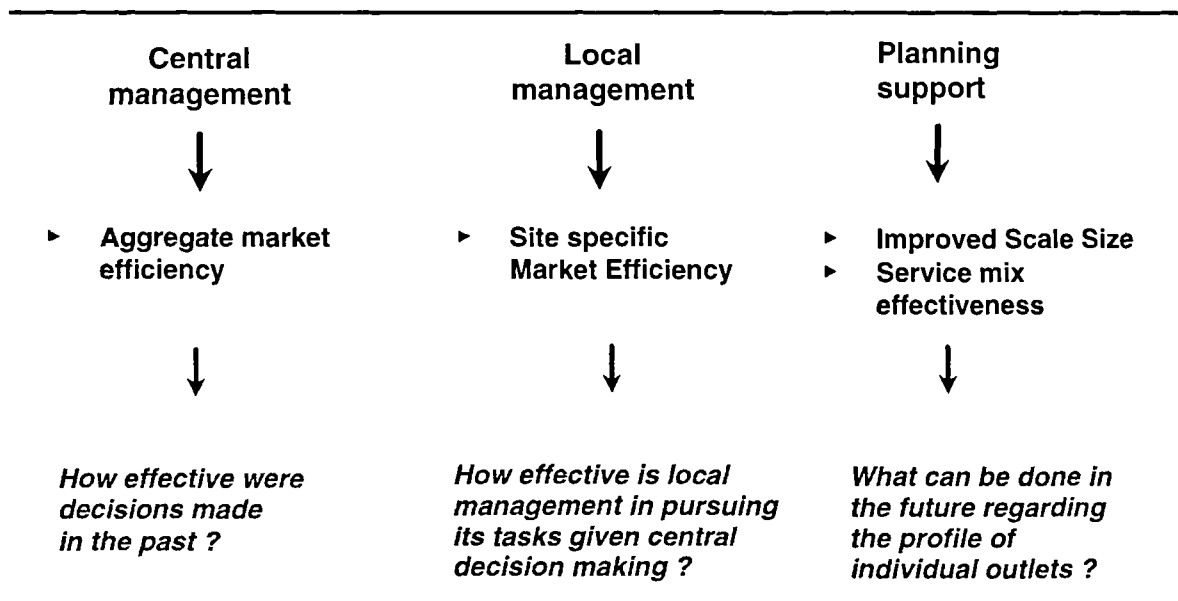 Central
management
Local
management
Planning
support
► Aggregate market
efficiency
► Site specific
Market Efficiency
► Improved Scale Size
► Service mix
effectiveness
How effective were
decisions made
in the past ?
How effective is local
management in pursuing
its tasks given central
decision making ?
What can be done in
the future regarding
the profile of
individual outlets ?